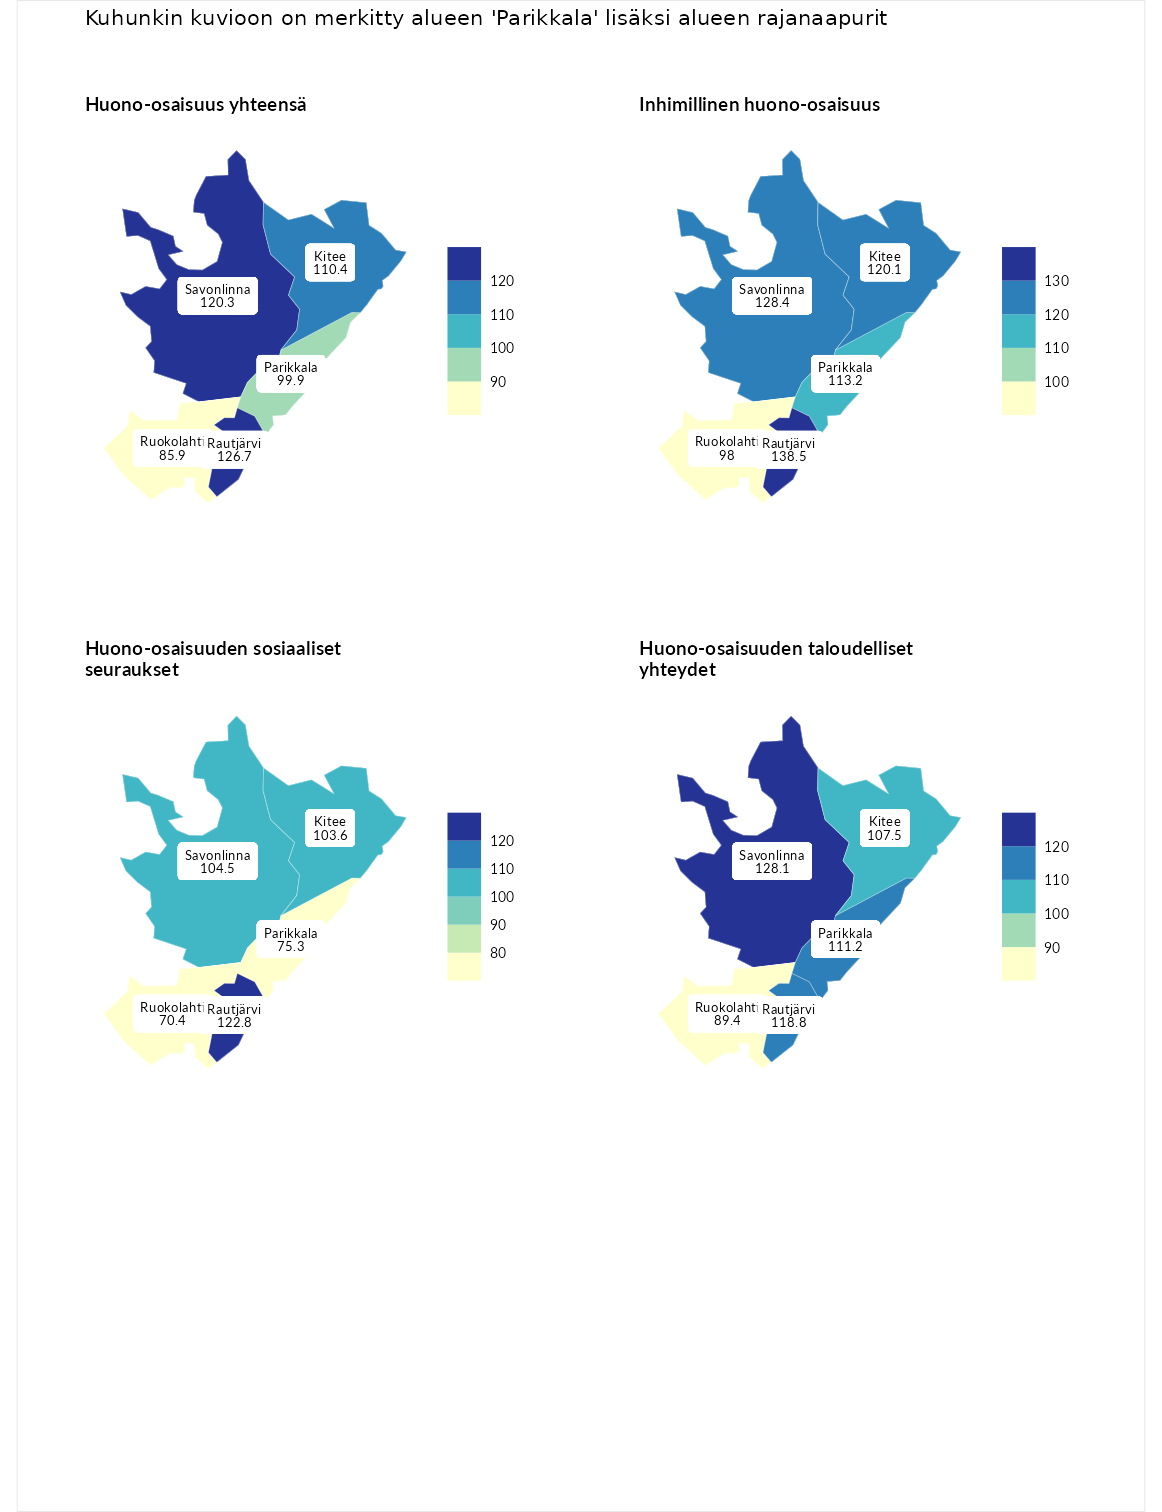 Kuhunkin kuvioon on merkitty alueen 'Parikkala' lisäksi alueen rajanaapurit
Huono-osaisuus yhteensä
Kitee
110.4
Savonlinna
120.3
Parikkala
99.9
Ruokolahti
85.9
Rautjärvi
126.7
120
110
100
90
Inhimillinen huono-osaisuus
Kitee
120.1
Savonlinna
128.4
Parikkala
113.2
Ruokolahti
98
Rautjärvi
138.5
130
120
110
100
Huono-osaisuuden sosiaaliset
seuraukset
Kitee
103.6
Savonlinna
104.5
Parikkala
75.3
Ruokolahti
70.4
Rautjärvi
122.8
120
110
100
90
80
Huono-osaisuuden taloudelliset
yhteydet
Kitee
107.5
Savonlinna
128.1
Parikkala
111.2
Ruokolahti
89.4
Rautjärvi
118.8
120
110
100
90